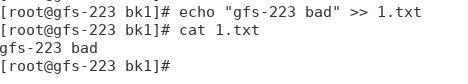 [root@gfs-223 bk1]# echo "gfs-223 bad" >> 1.txt
[root@gfs-223 bk1]# cat 1.txt
gfs-223 bad
[root@gfs-223 bk1]#